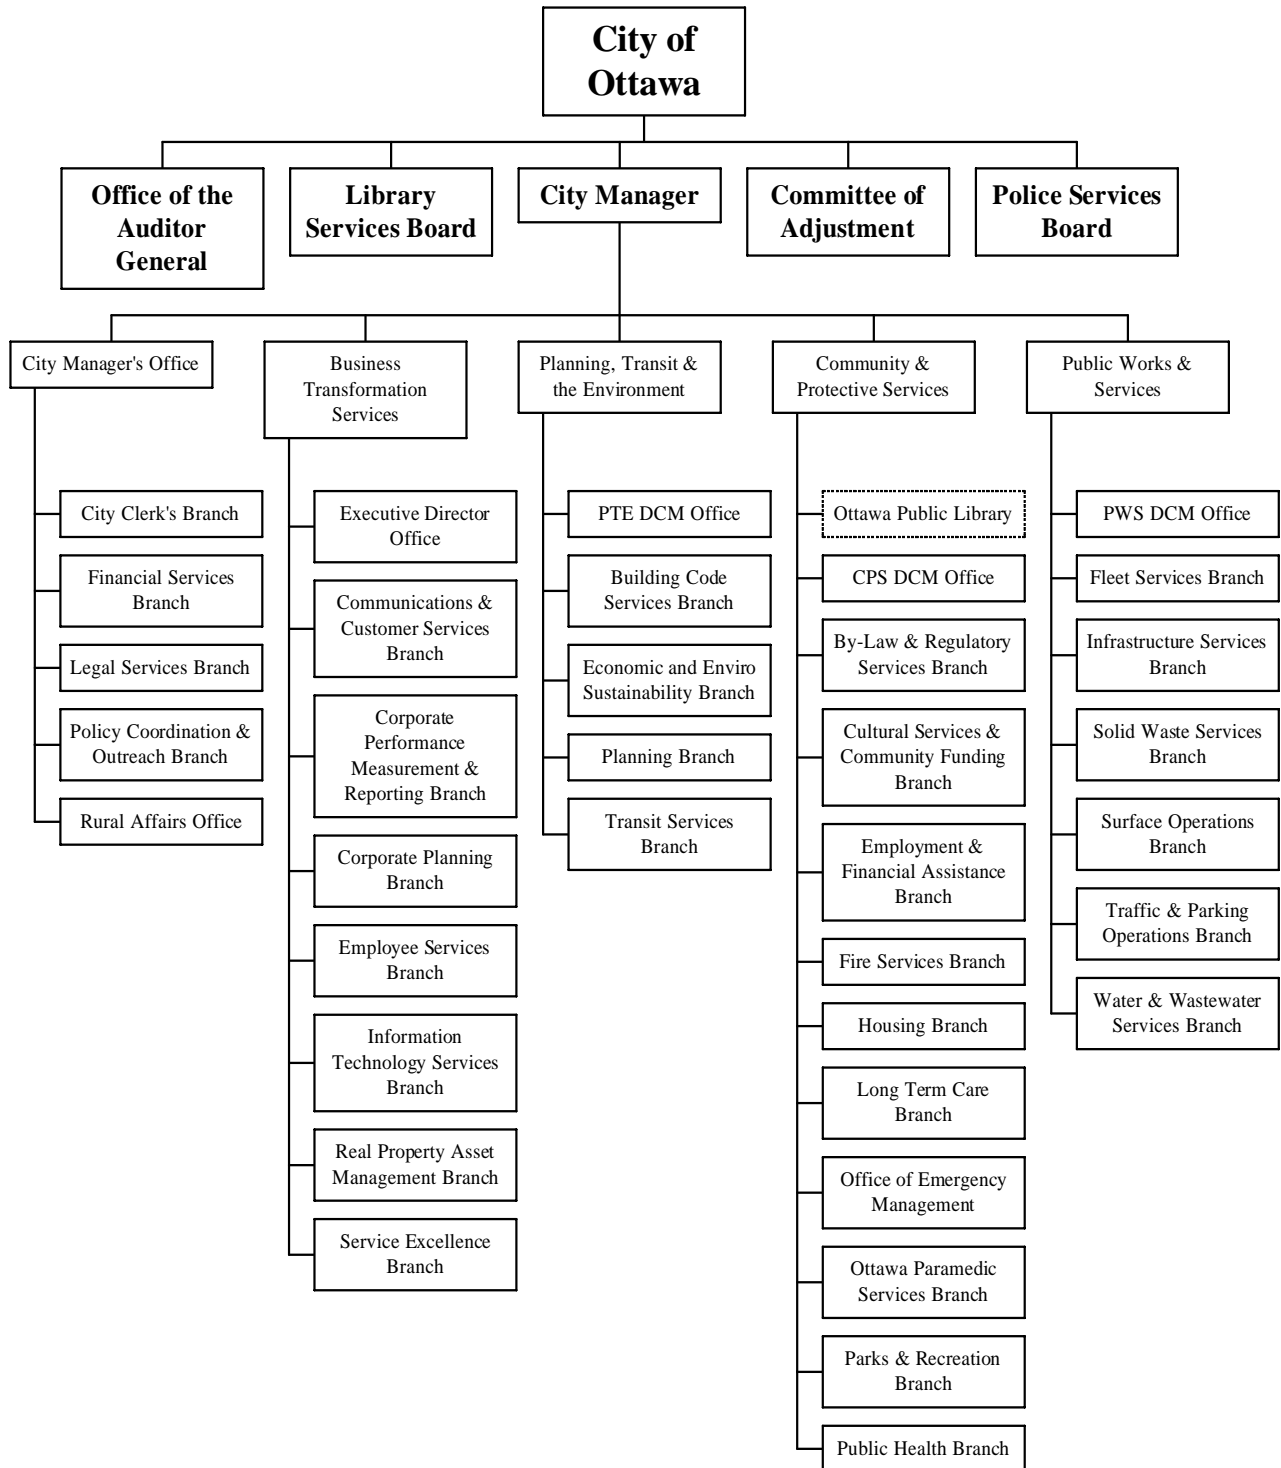 City of
Ottawa
Office of the
Auditor
General
Library
Services Board
City Manager
Committee of
Adjustment
Police Services
Board
City Manager's Office
Business
Transformation
Services
Planning, Transit &
the Environment
Community &
Protective Services
Public Works &
Services
City Clerk's Branch
Financial Services
Branch
Legal Services Branch
Policy Coordination &
Outreach Branch
Rural Affairs Office
Executive Director
Office
Communications &
Customer Services
Branch
Corporate
Performance
Measurement &
Reporting Branch
Corporate Planning
Branch
Employee Services
Branch
Information
Technology Services
Branch
Real Property Asset
Management Branch
Service Excellence
Branch
PTE DCM Office
Building Code
Services Branch
Economic and Enviro
Sustainability Branch
Planning Branch
Transit Services
Branch
Ottawa Public Library
CPS DCM Office
By-Law & Regulatory
Services Branch
Cultural Services &
Community Funding
Branch
Employment &
Financial Assistance
Branch
Fire Services Branch
Housing Branch
Long Term Care
Branch
Office of Emergency
Management
Ottawa Paramedic
Services Branch
Parks & Recreation
Branch
Public Health Branch
PWS DCM Office
Fleet Services Branch
Infrastructure Services
Branch
Solid Waste Services
Branch
Surface Operations
Branch
Traffic & Parking
Operations Branch
Water & Wastewater
Services Branch